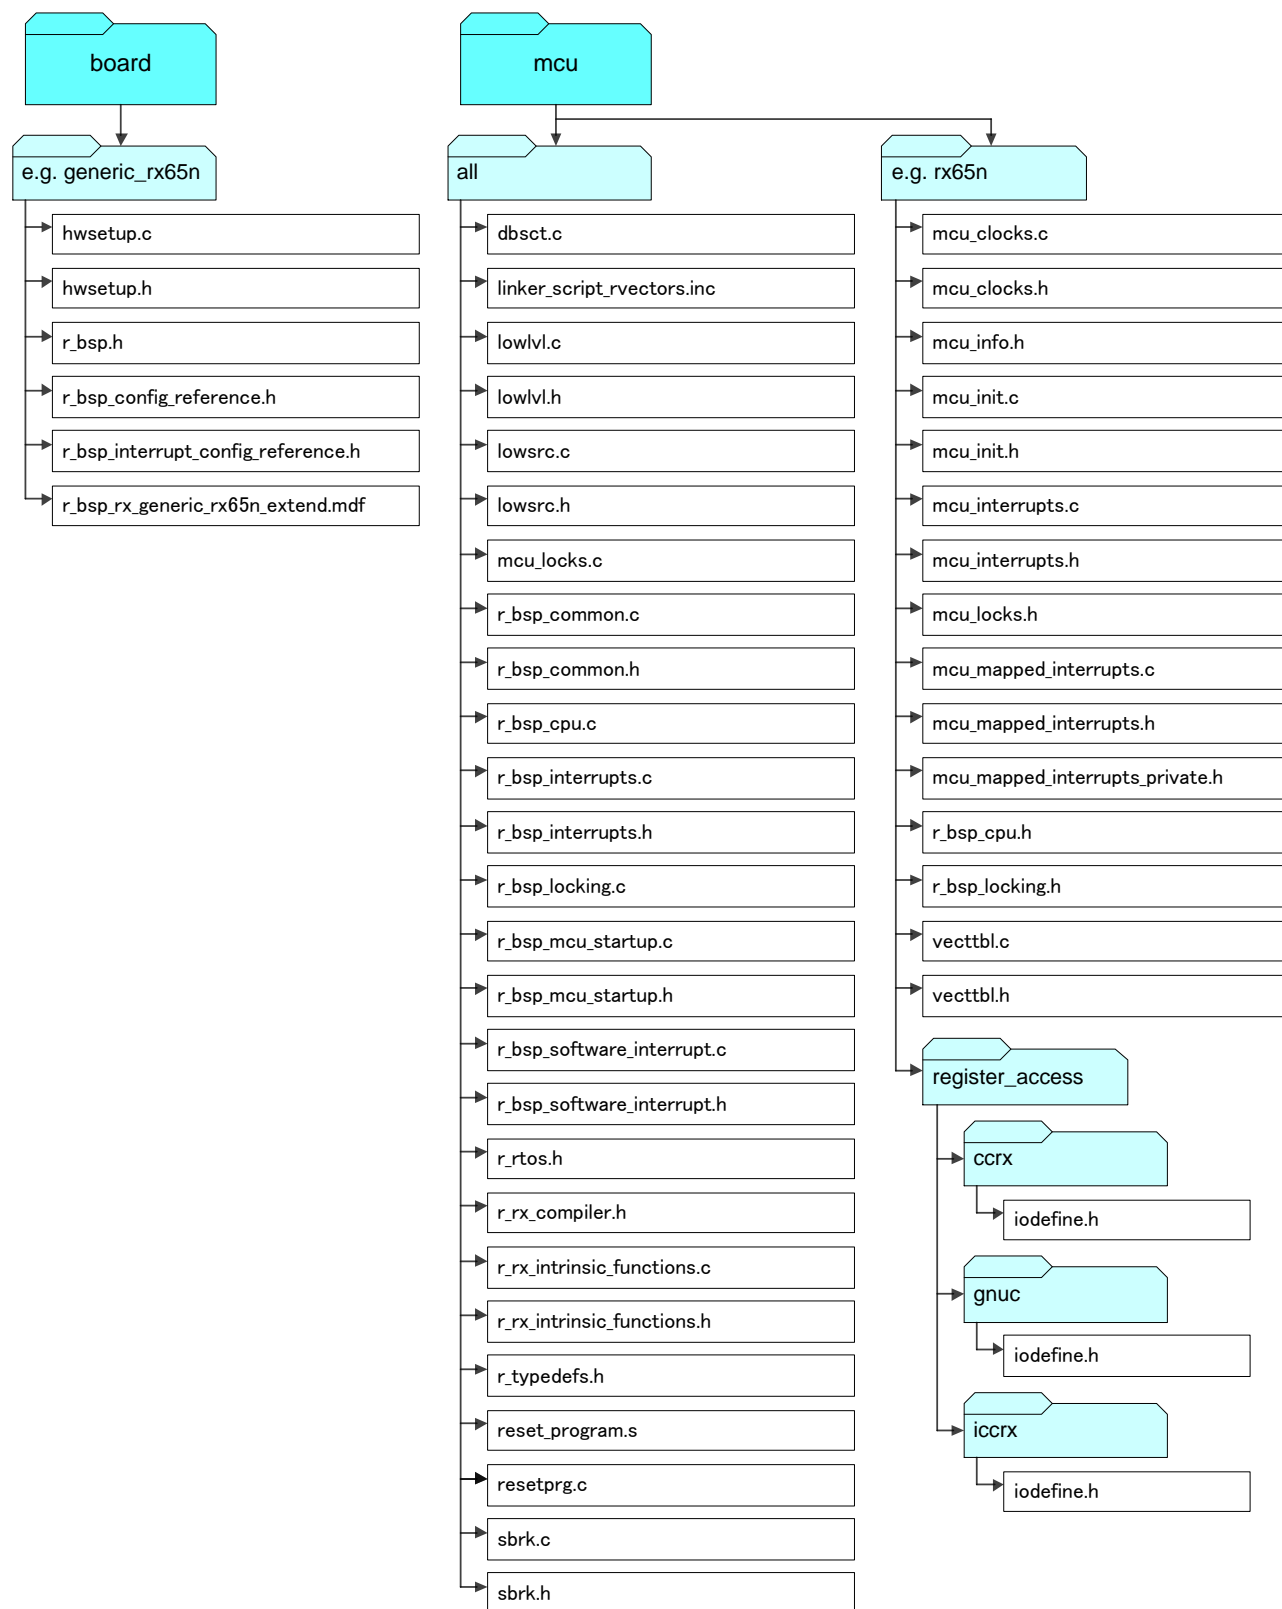 board
e.g. generic_rx65n
hwsetup.c
hwsetup.h
r_bsp.h
r_bsp_config_reference.h
r_bsp_interrupt_config_reference.h
r_bsp_rx_generic_rx65n_extend.mdf
mcu
all
dbsct.c
linker_script_rvectors.inc
lowlvl.c
lowlvl.h
lowsrc.c
lowsrc.h
mcu_locks.c
r_bsp_common.c
r_bsp_common.h
r_bsp_cpu.c
r_bsp_interrupts.c
r_bsp_interrupts.h
r_bsp_locking.c
r_bsp_mcu_startup.c
r_bsp_mcu_startup.h
r_bsp_software_interrupt.c
r_bsp_software_interrupt.h
r_rtos.h
r_rx_compiler.h
r_rx_intrinsic_functions.c
r_rx_intrinsic_functions.h
r_typedefs.h
reset_program.s
resetprg.c
sbrk.c
sbrk.h
e.g. rx65n
mcu_clocks.c
mcu_clocks.h
mcu_info.h
mcu_init.c
mcu_init.h
mcu_interrupts.c
mcu_interrupts.h
mcu_locks.h
mcu_mapped_interrupts.c
mcu_mapped_interrupts.h
mcu_mapped_interrupts_private.h
r_bsp_cpu.h
r_bsp_locking.h
vecttbl.c
vecttbl.h
register_access
ccrx
iodefine.h
gnuc
iodefine.h
iccrx
iodefine.h